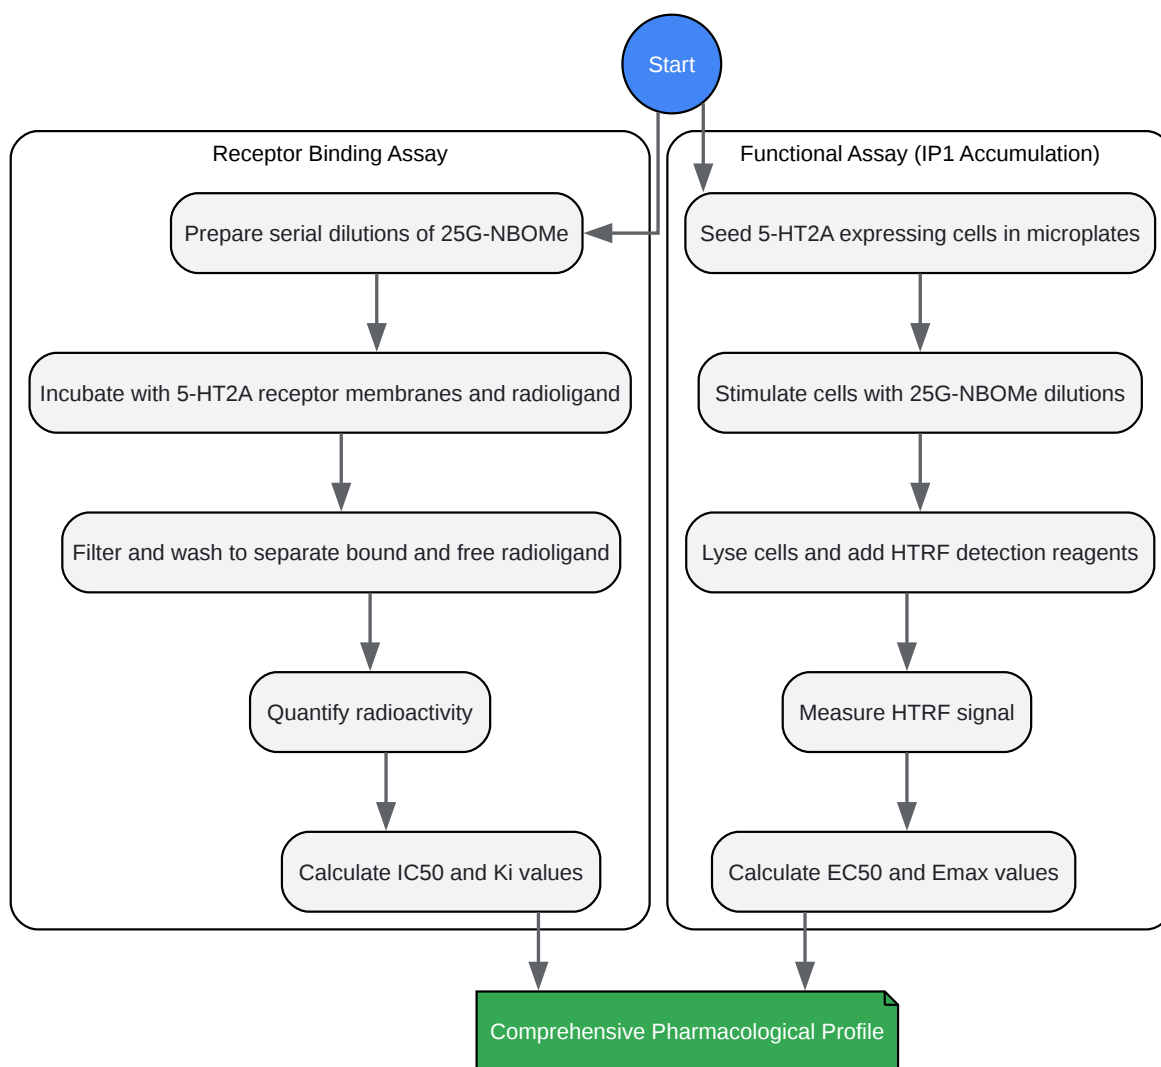 Start
Receptor Binding Assay
Prepare serial dilutions of 25G-NBOMe
Incubate with 5-HT2A receptor membranes and radioligand
Filter and wash to separate bound and free radioligand
Quantify radioactivity
Calculate IC50 and Ki values
Functional Assay (IP1 Accumulation)
Seed 5-HT2A expressing cells in microplates
Stimulate cells with 25G-NBOMe dilutions
Lyse cells and add HTRF detection reagents
Measure HTRF signal
Calculate EC50 and Emax values
Comprehensive Pharmacological Profile